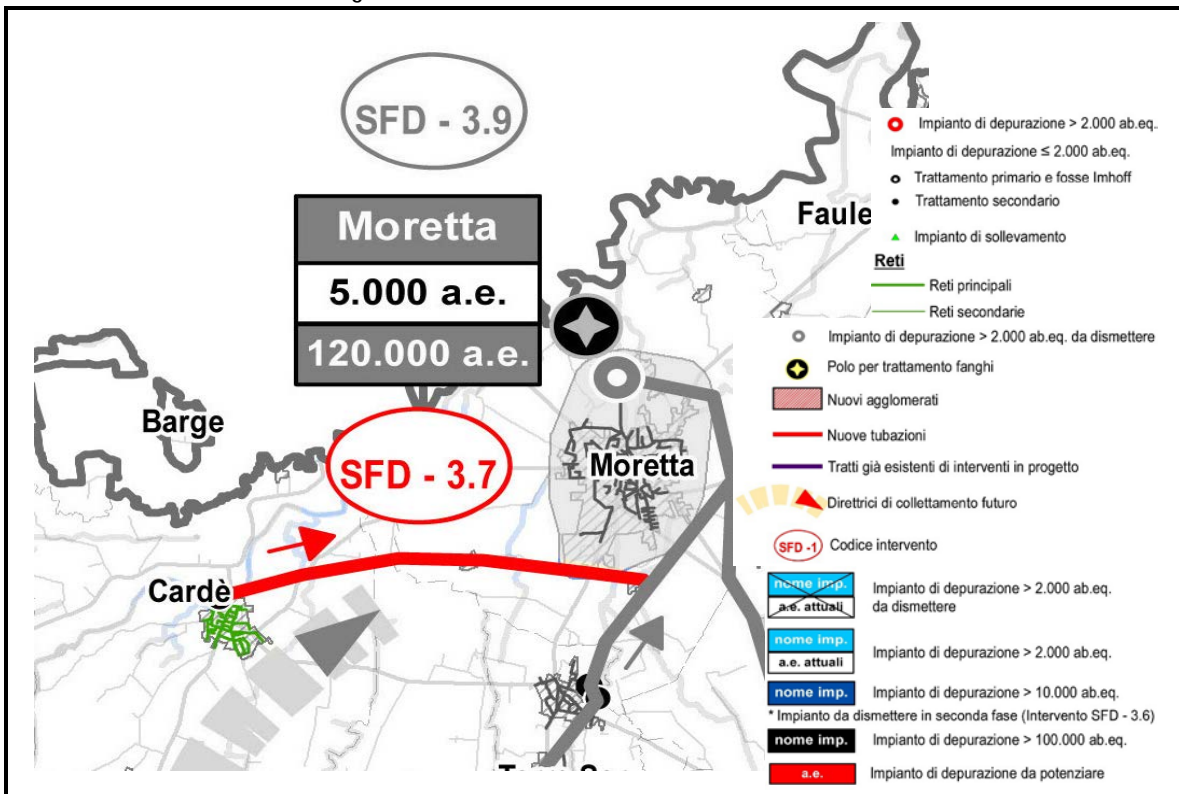 SFD - 3.9
Moretta
5.000 a.e.
120.000 a.e.
Faule
Barge
SFD - 3.7
Moretta
Cardè
Impianto di depurazione > 2.000 ab.eq.
Impianto di depurazione ≤ 2.000 ab.eq.
Trattamento primario e fosse Imhoff
Trattamento secondario
Impianto di sollevamento
Reti
Reti principali
Reti secondarie
Impianto di depurazione > 2.000 ab.eq. da dismettere
Polo per trattamento fanghi
Nuovi agglomerati
Nuove tubazioni
Tratti già esistenti di interventi in progetto
Direttrici di collettamento futuro
SFD -1 Codice intervento
nome imp.
a.e. attuali
Impianto di depurazione > 2.000 ab.eq.
da dismettere
nome imp.
a.e. attuali
Impianto di depurazione > 2.000 ab.eq.
nome imp. Impianto di depurazione > 10.000 ab.eq.
* Impianto da dismettere in seconda fase (Intervento SFD - 3.6)
nome imp. Impianto di depurazione > 100.000 ab.eq.
a.e. Impianto di depurazione da potenziare